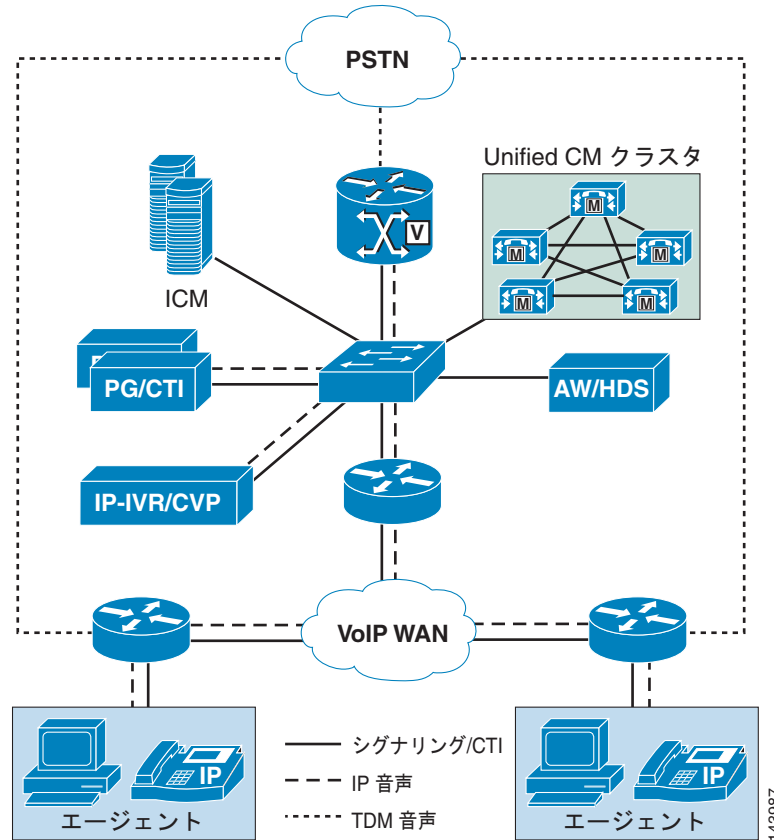 PSTN
Unified CM クラスタ
V
M
M
M
M
M
ICM
PG/CTI
AW/HDS
IP-IVR/CVP
VoIP WAN
シグナリング/CTI
IP 音声
TDM 音声
IP
エージェント
IP
エージェント